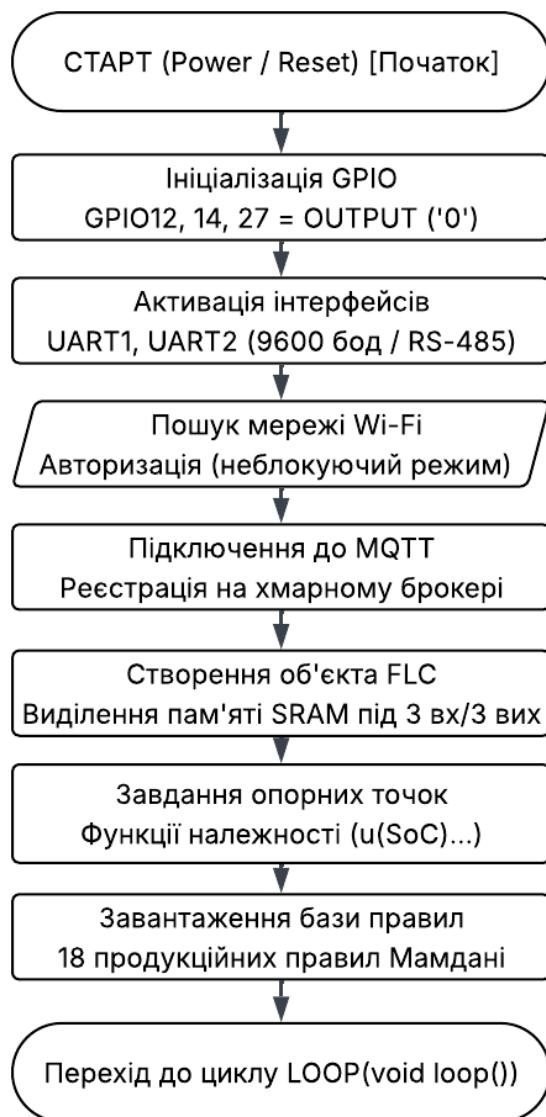 СТАРТ (Power / Reset) [Початок]
Ініціалізація GPIO
GPIO12, 14, 27 = OUTPUT ('0')
Активація інтерфейсів
UART1, UART2 (9600 бод / RS-485)
Пошук мережі Wi-Fi
Авторизація (неблокуючий режим)
Підключення до MQTT
Реєстрація на хмарному брокері
Створення об'єкта FLC
Виділення пам'яті SRAM під 3 вх/3 вих
Завдання опорних точок
Функції належності (u(SoC)...)
Завантаження бази правил
18 продукційних правил Мамдані
Перехід до циклу LOOP(void loop())